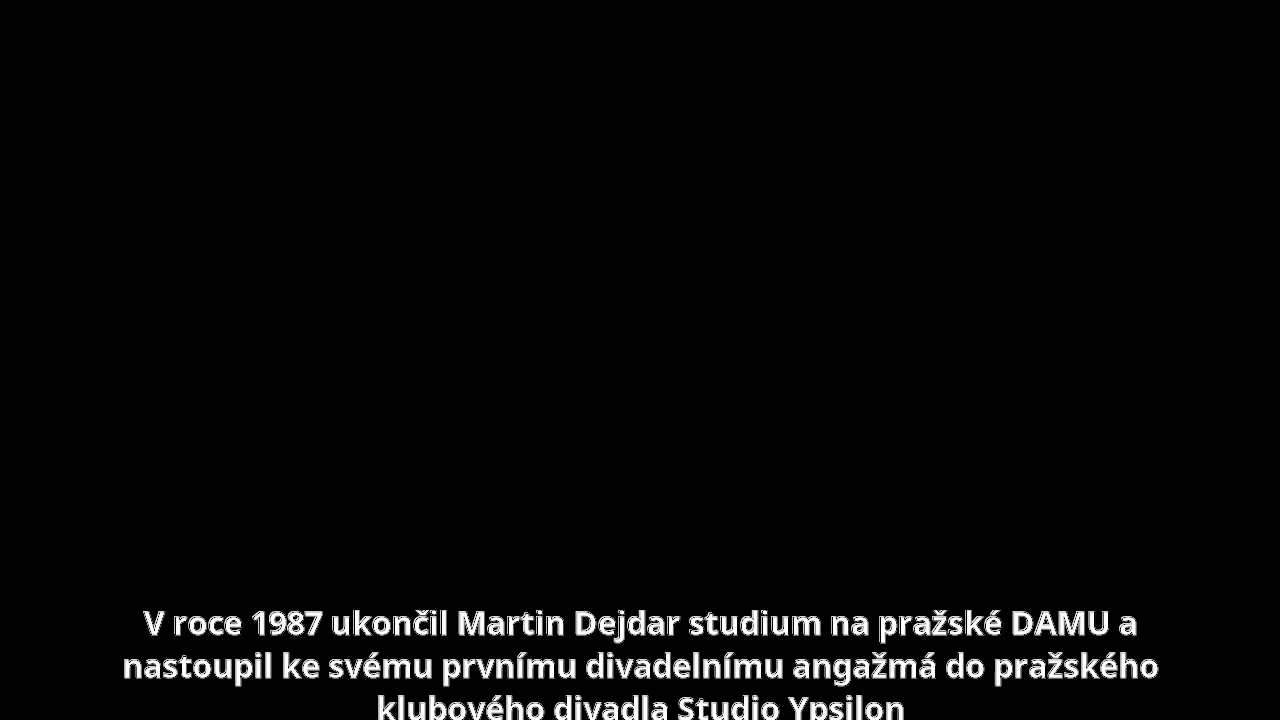 V roce 1987 ukončil Martin Dejdar studium na pražské DAMU a
nastoupil ke svému prvnímu divadelnímu angažmá do pražského
klubového divadla Studio Ypsilon